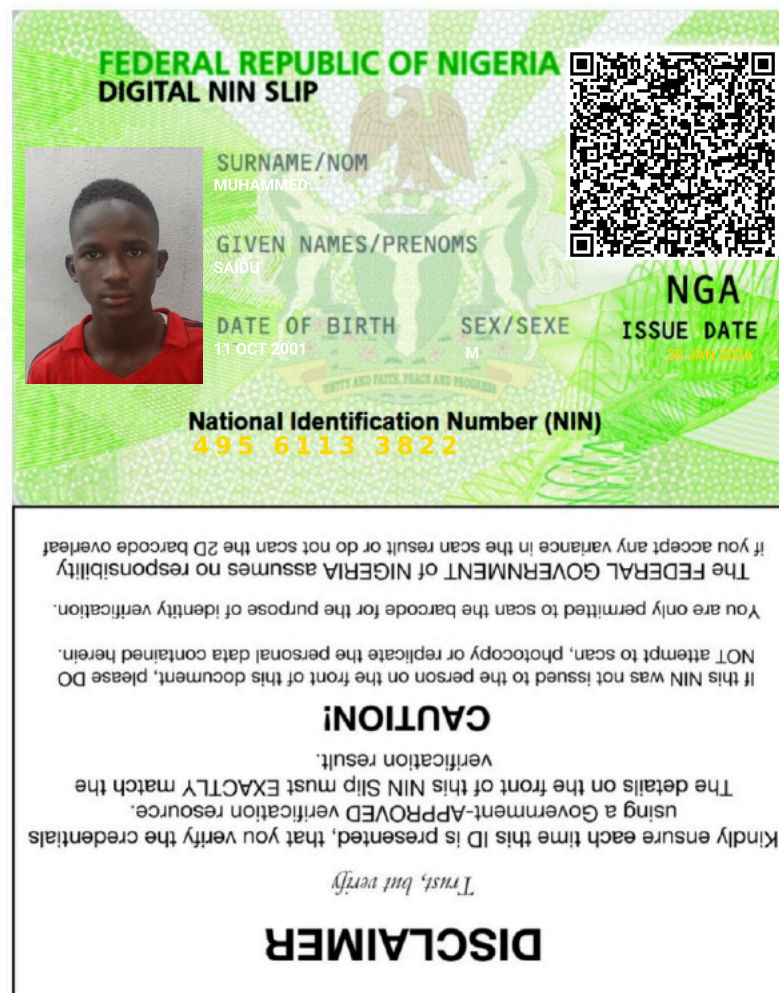 FEDERAL REPUBLIC OF NIGERIA
DIGITAL NIN SLIP
SURNAME/NOM
MUHAMMED
GIVEN NAMES/PRENOMS
SAIDU
DATE OF BIRTH SEX/SEXE
11 OCT 2001 M
NGA
ISSUE DATE
30 JAN 2026
UNITY AND FAITH, PEACE AND PROGRESS
National Identification Number (NIN)
495 6113 3822
DISCLAIMER
Trust, but verify
Kindly ensure each time this ID is presented, that you verify the credentials
using a Government-APPROVED verification resource.
The details on the front of this NIN Slip must EXACTLY match the
verification result.
CAUTION!
If this NIN was not issued to the person on the front of this document, please DO
NOT attempt to scan, photocopy or replicate the personal data contained herein.
You are only permitted to scan the barcode for the purpose of identity verification.
The FEDERAL GOVERNMENT of NIGERIA assumes no responsibility
if you accept any variance in the scan result or do not scan the 2D barcode overleaf